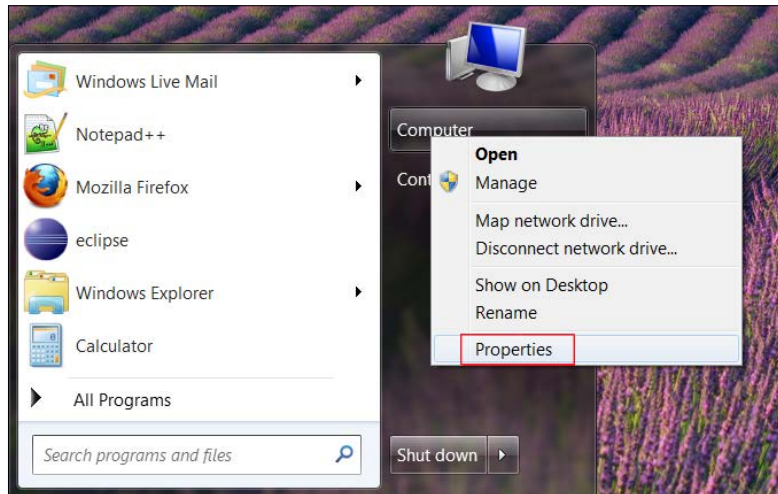 Windows Live Mail
Notepad++
Mozilla Firefox
eclipse
Windows Explorer
Calculator
All Programs
Search programs and files
Computer
Cont
Open
Manage
Map network drive...
Disconnect network drive...
Show on Desktop
Rename
Properties
Shut down